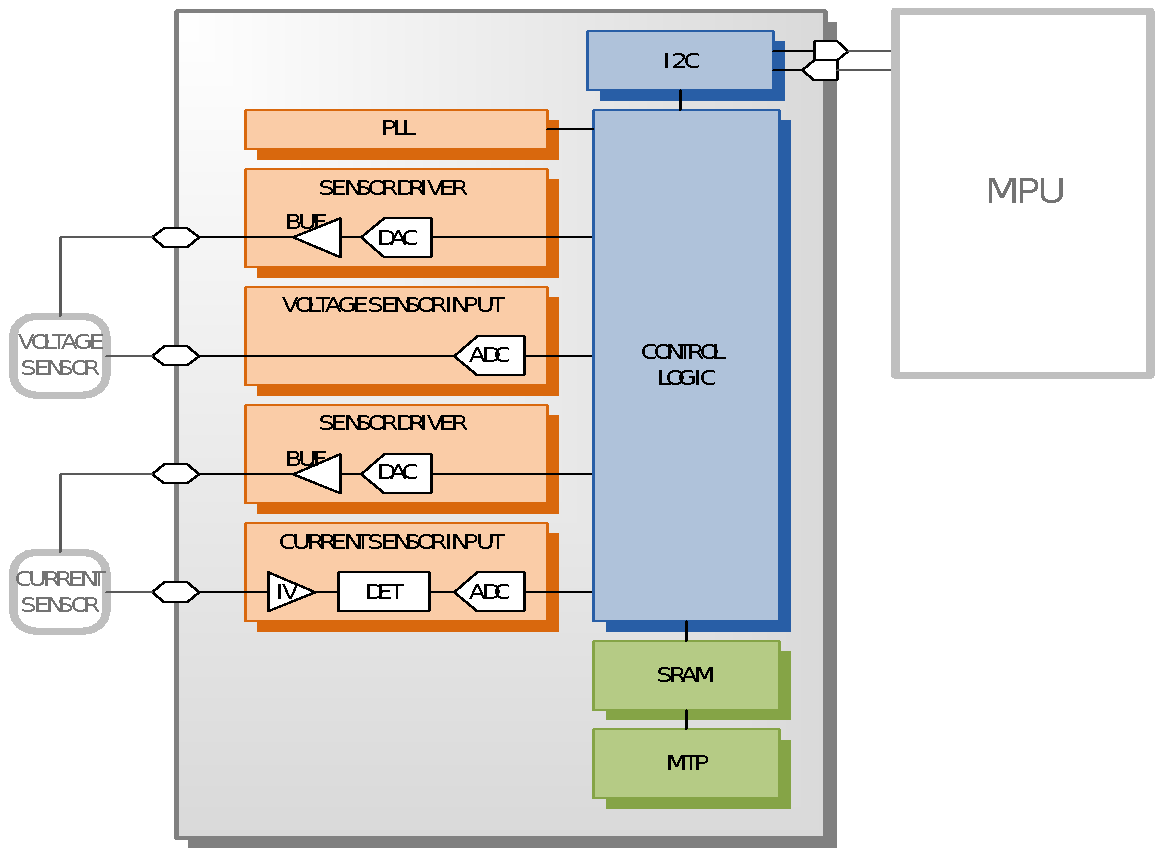 I2C
MPU
PLL
SENSOR DRIVER
BUF
DAC
VOLTAGE SENSOR INPUT
ADC
VOLTAGE
SENSOR
CONTROL
LOGIC
SENSOR DRIVER
BUF
DAC
CURRENT SENSOR INPUT
IV
DET
ADC
CURRENT
SENSOR
SRAM
MTP